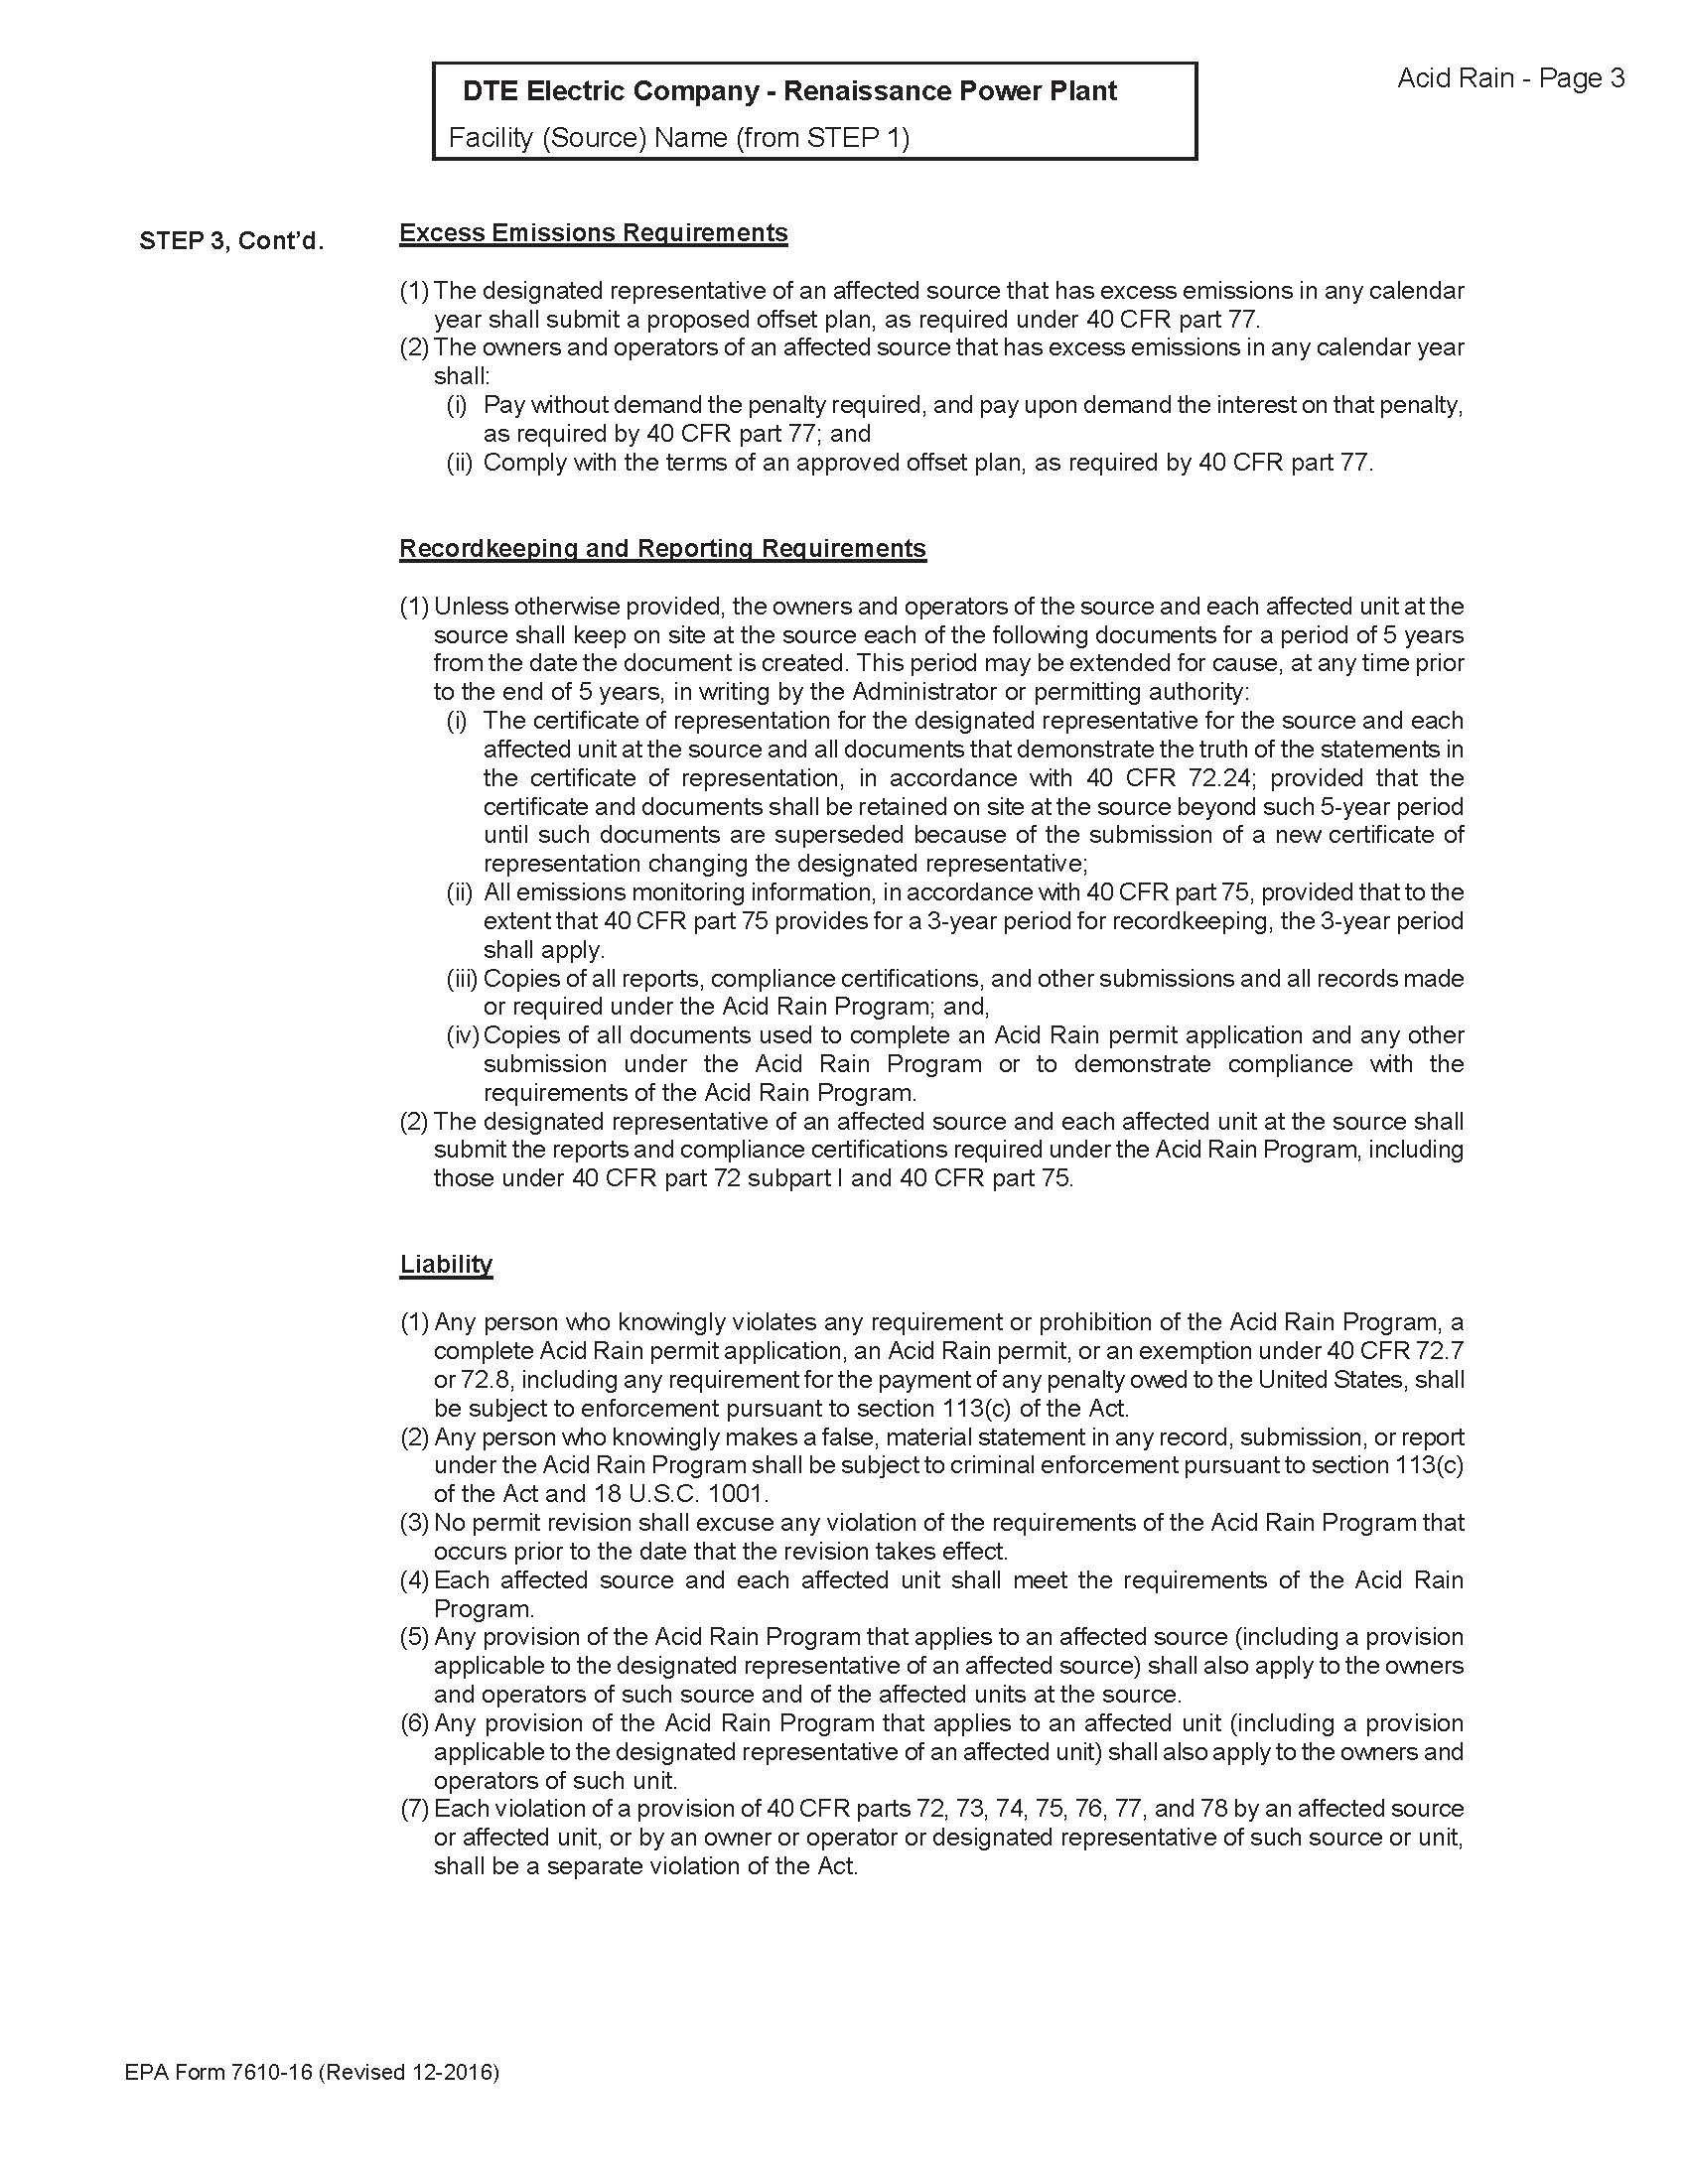 Acid Rain - Page 3
DTE Electric Company - Renaissance Power Plant
Facility (Source) Name (from STEP 1)
STEP 3, Cont’d.
Excess Emissions Requirements
(1) The designated representative of an affected source that has excess emissions in any calendar
year shall submit a proposed offset plan, as required under 40 CFR part 77.
(2) The owners and operators of an affected source that has excess emissions in any calendar year
shall:
(i) Pay without demand the penalty required, and pay upon demand the interest on that penalty,
as required by 40 CFR part 77; and
(ii) Comply with the terms of an approved offset plan, as required by 40 CFR part 77.
Recordkeeping and Reporting Requirements
(1) Unless otherwise provided, the owners and operators of the source and each affected unit at the
source shall keep on site at the source each of the following documents for a period of 5 years
from the date the document is created. This period may be extended for cause, at any time prior
to the end of 5 years, in writing by the Administrator or permitting authority:
(i) The certificate of representation for the designated representative for the source and each
affected unit at the source and all documents that demonstrate the truth of the statements in
the certificate of representation, in accordance with 40 CFR 72.24; provided that the
certificate and documents shall be retained on site at the source beyond such 5-year period
until such documents are superseded because of the submission of a new certificate of
representation changing the designated representative;
(ii) All emissions monitoring information, in accordance with 40 CFR part 75, provided that to the
extent that 40 CFR part 75 provides for a 3-year period for recordkeeping, the 3-year period
shall apply.
(iii) Copies of all reports, compliance certifications, and other submissions and all records made
or required under the Acid Rain Program; and,
(iv) Copies of all documents used to complete an Acid Rain permit application and any other
submission under the Acid Rain Program or to demonstrate compliance with the
requirements of the Acid Rain Program.
(2) The designated representative of an affected source and each affected unit at the source shall
submit the reports and compliance certifications required under the Acid Rain Program, including
those under 40 CFR part 72 subpart I and 40 CFR part 75.
Liability
(1) Any person who knowingly violates any requirement or prohibition of the Acid Rain Program, a
complete Acid Rain permit application, an Acid Rain permit, or an exemption under 40 CFR 72.7
or 72.8, including any requirement for the payment of any penalty owed to the United States, shall
be subject to enforcement pursuant to section 113(c) of the Act.
(2) Any person who knowingly makes a false, material statement in any record, submission, or report
under the Acid Rain Program shall be subject to criminal enforcement pursuant to section 113(c)
of the Act and 18 U.S.C. 1001.
(3) No permit revision shall excuse any violation of the requirements of the Acid Rain Program that
occurs prior to the date that the revision takes effect.
(4) Each affected source and each affected unit shall meet the requirements of the Acid Rain
Program.
(5) Any provision of the Acid Rain Program that applies to an affected source (including a provision
applicable to the designated representative of an affected source) shall also apply to the owners
and operators of such source and of the affected units at the source.
(6) Any provision of the Acid Rain Program that applies to an affected unit (including a provision
applicable to the designated representative of an affected unit) shall also apply to the owners and
operators of such unit.
(7) Each violation of a provision of 40 CFR parts 72, 73, 74, 75, 76, 77, and 78 by an affected source
or affected unit, or by an owner or operator or designated representative of such source or unit,
shall be a separate violation of the Act.
EPA Form 7610-16 (Revised 12-2016)